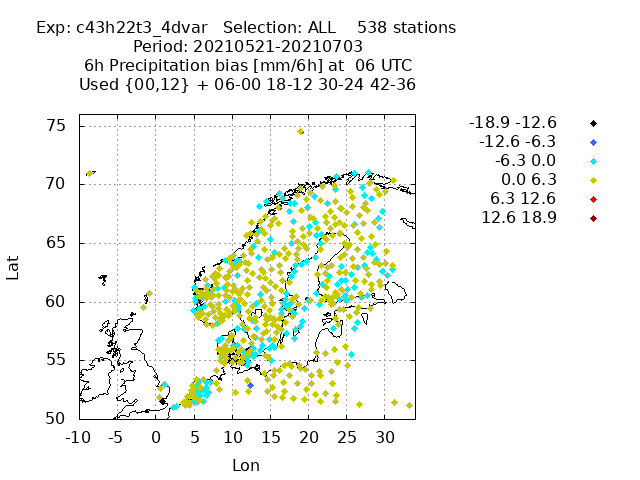 Exp: c43h22t3_4dvar   Selection: ALL    538 stations
Period: 20210521-20210703
6h Precipitation bias [mm/6h] at  06 UTC
Used {00,12} + 06-00 18-12 30-24 42-36
-18.9 -12.6
-12.6 -6.3
-6.3 0.0
0.0 6.3
6.3 12.6
12.6 18.9
Lat
75
70
65
60
55
50
-10 -5 0 5 10 15 20 25 30
Lon